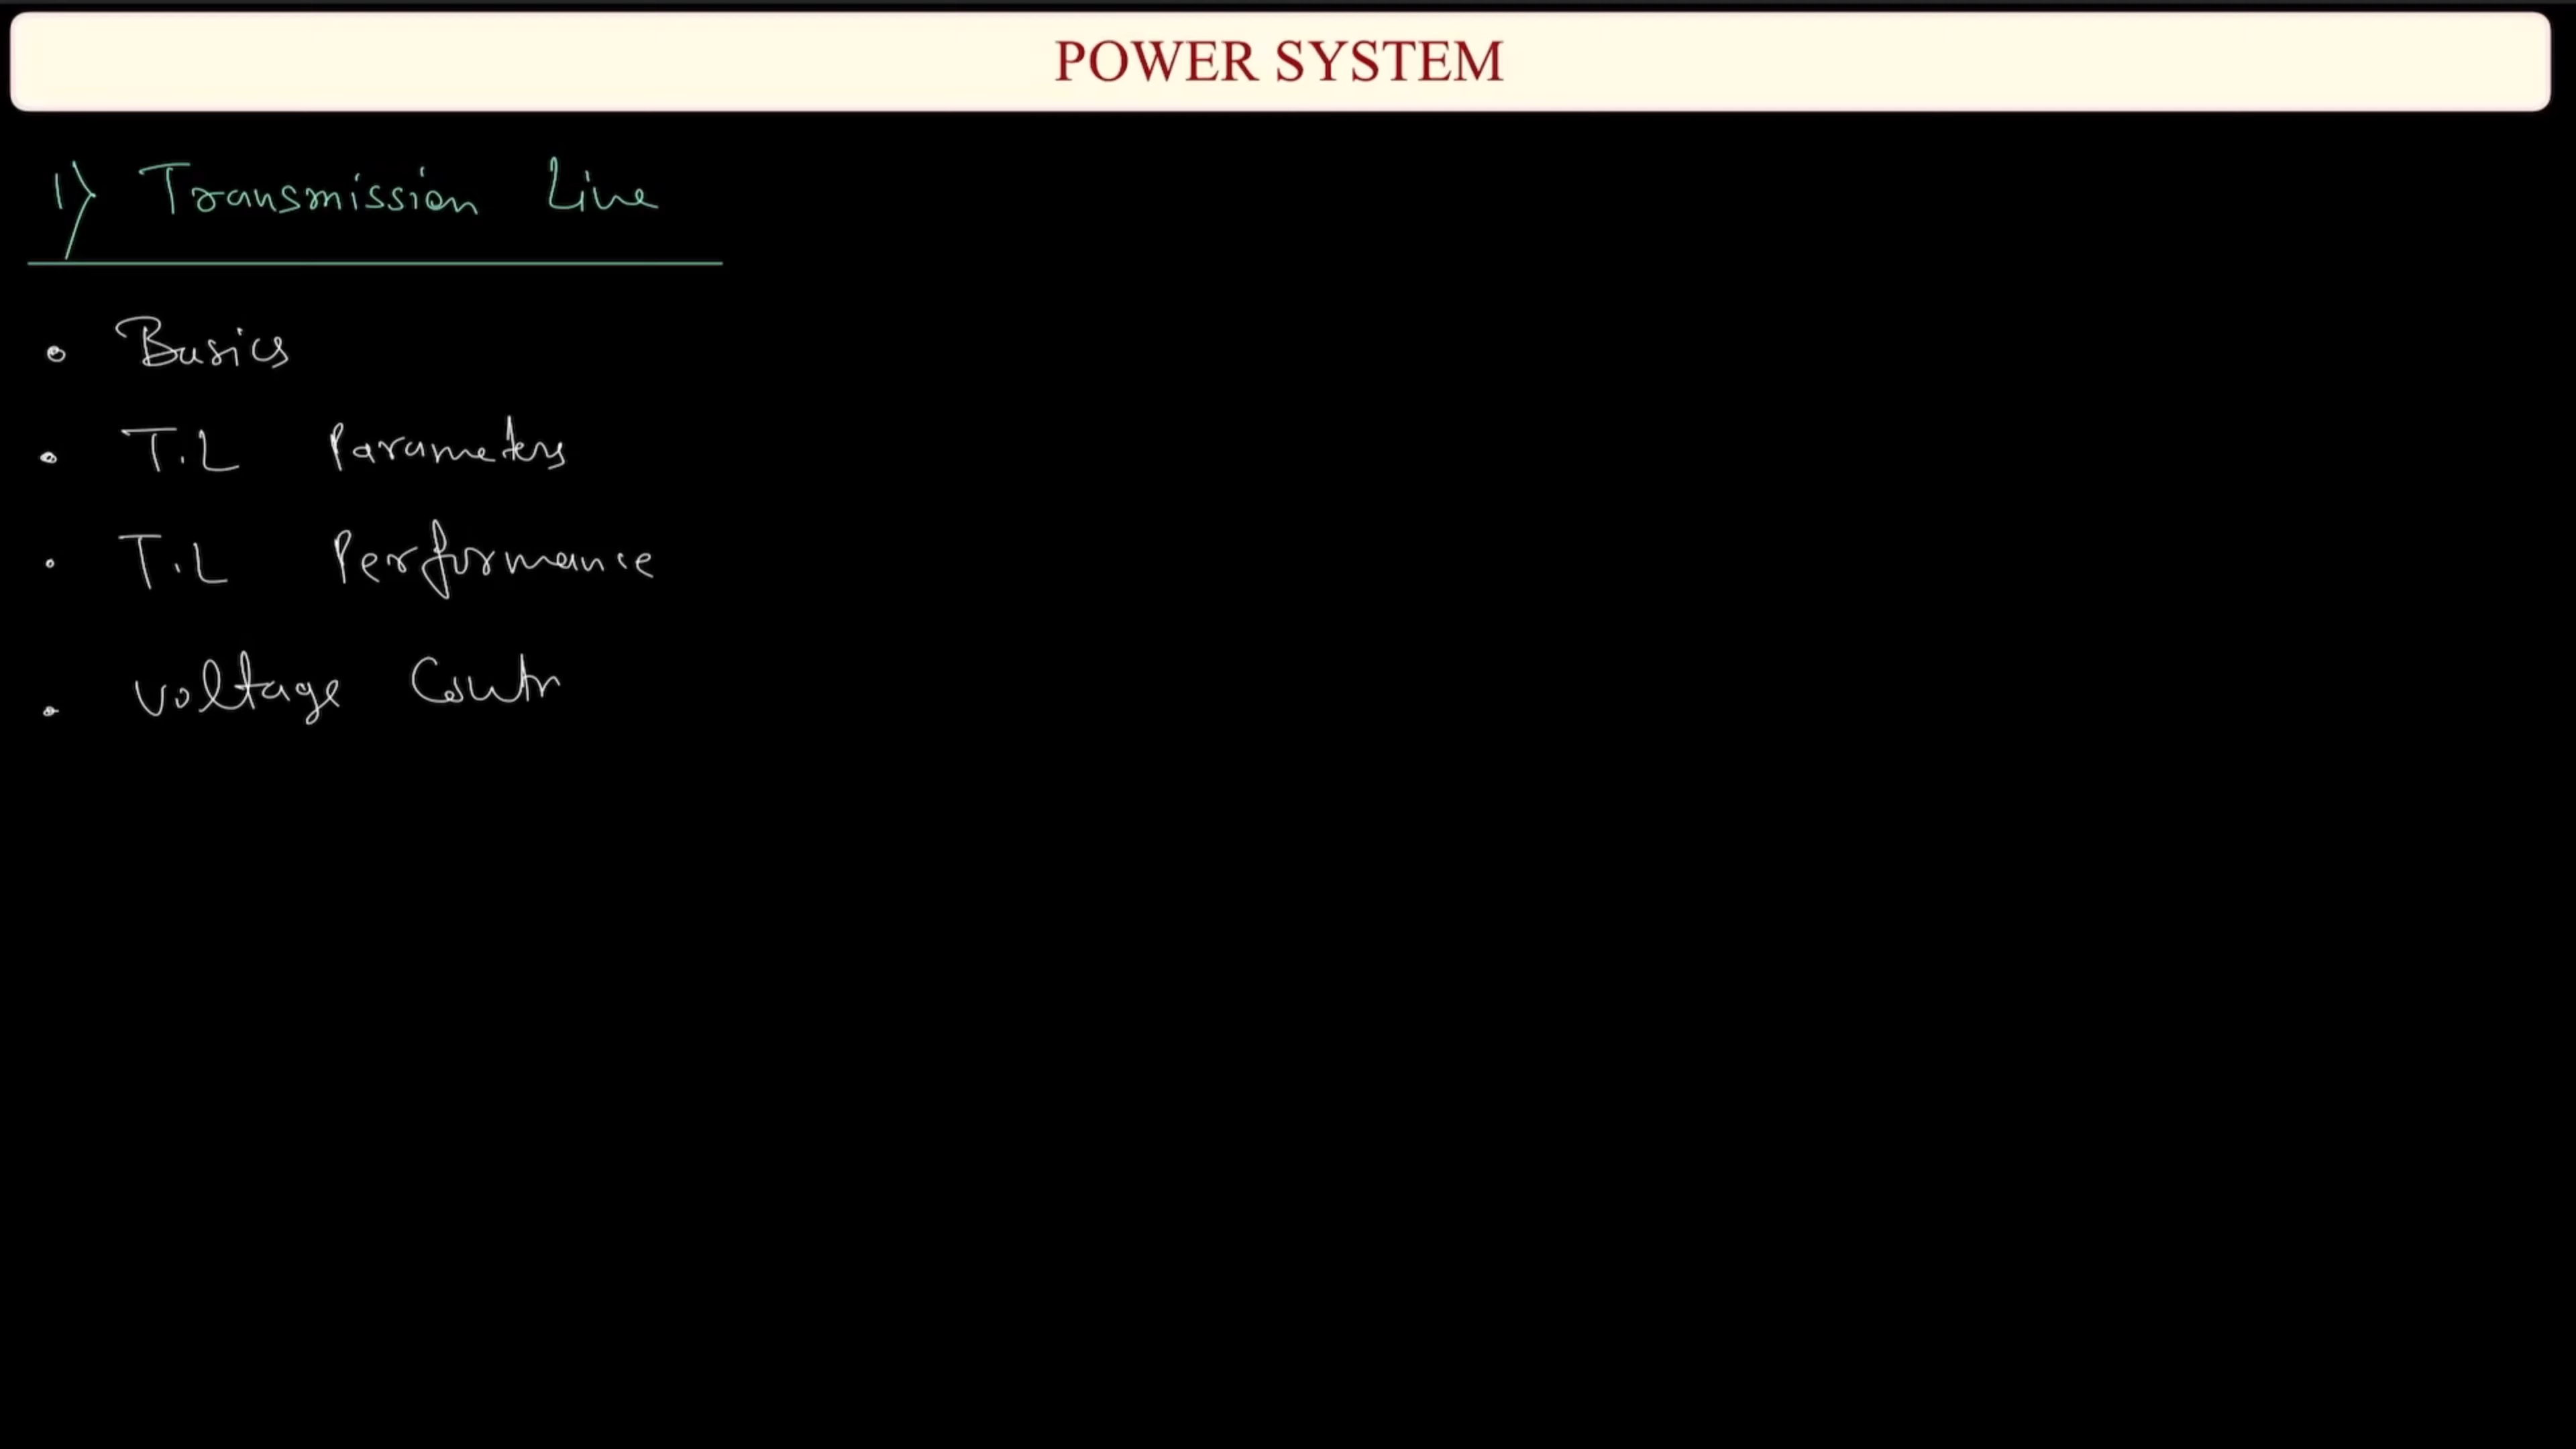 POWER SYSTEM
1) Transmission Line
• Basics
• T.L Parameters
• T.L Performance
• Voltage Contr